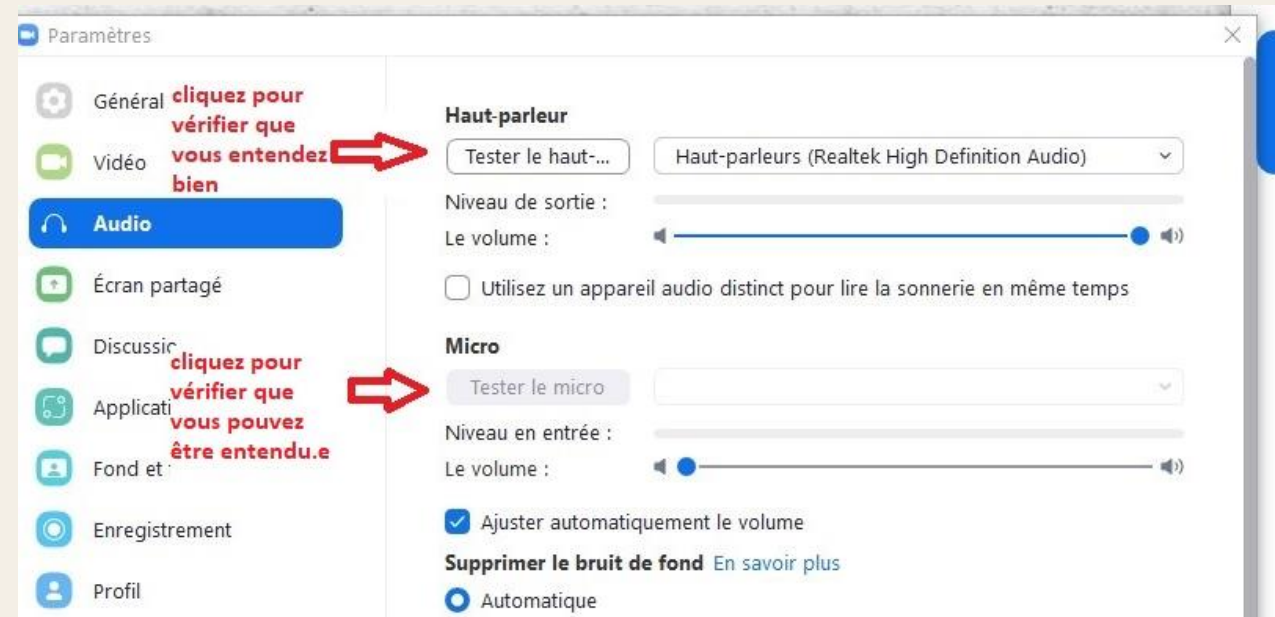 Paramètres
Général
Vidéo
Audio
Écran partagé
Discussio
Applicati
Fond et
Enregistrement
Profil
cliquez pour
vérifier que
vous entendez
bien
cliquez pour
vérifier que
vous pouvez
être entendu.e
Haut-parleur
Tester le haut-... Haut-parleurs (Realtek High Definition Audio)
Niveau de sortie :
Le volume :
Utilisez un appareil audio distinct pour lire la sonnerie en même temps
Micro
Tester le micro
Niveau en entrée :
Le volume :
Ajuster automatiquement le volume
Supprimer le bruit de fond En savoir plus
Automatique